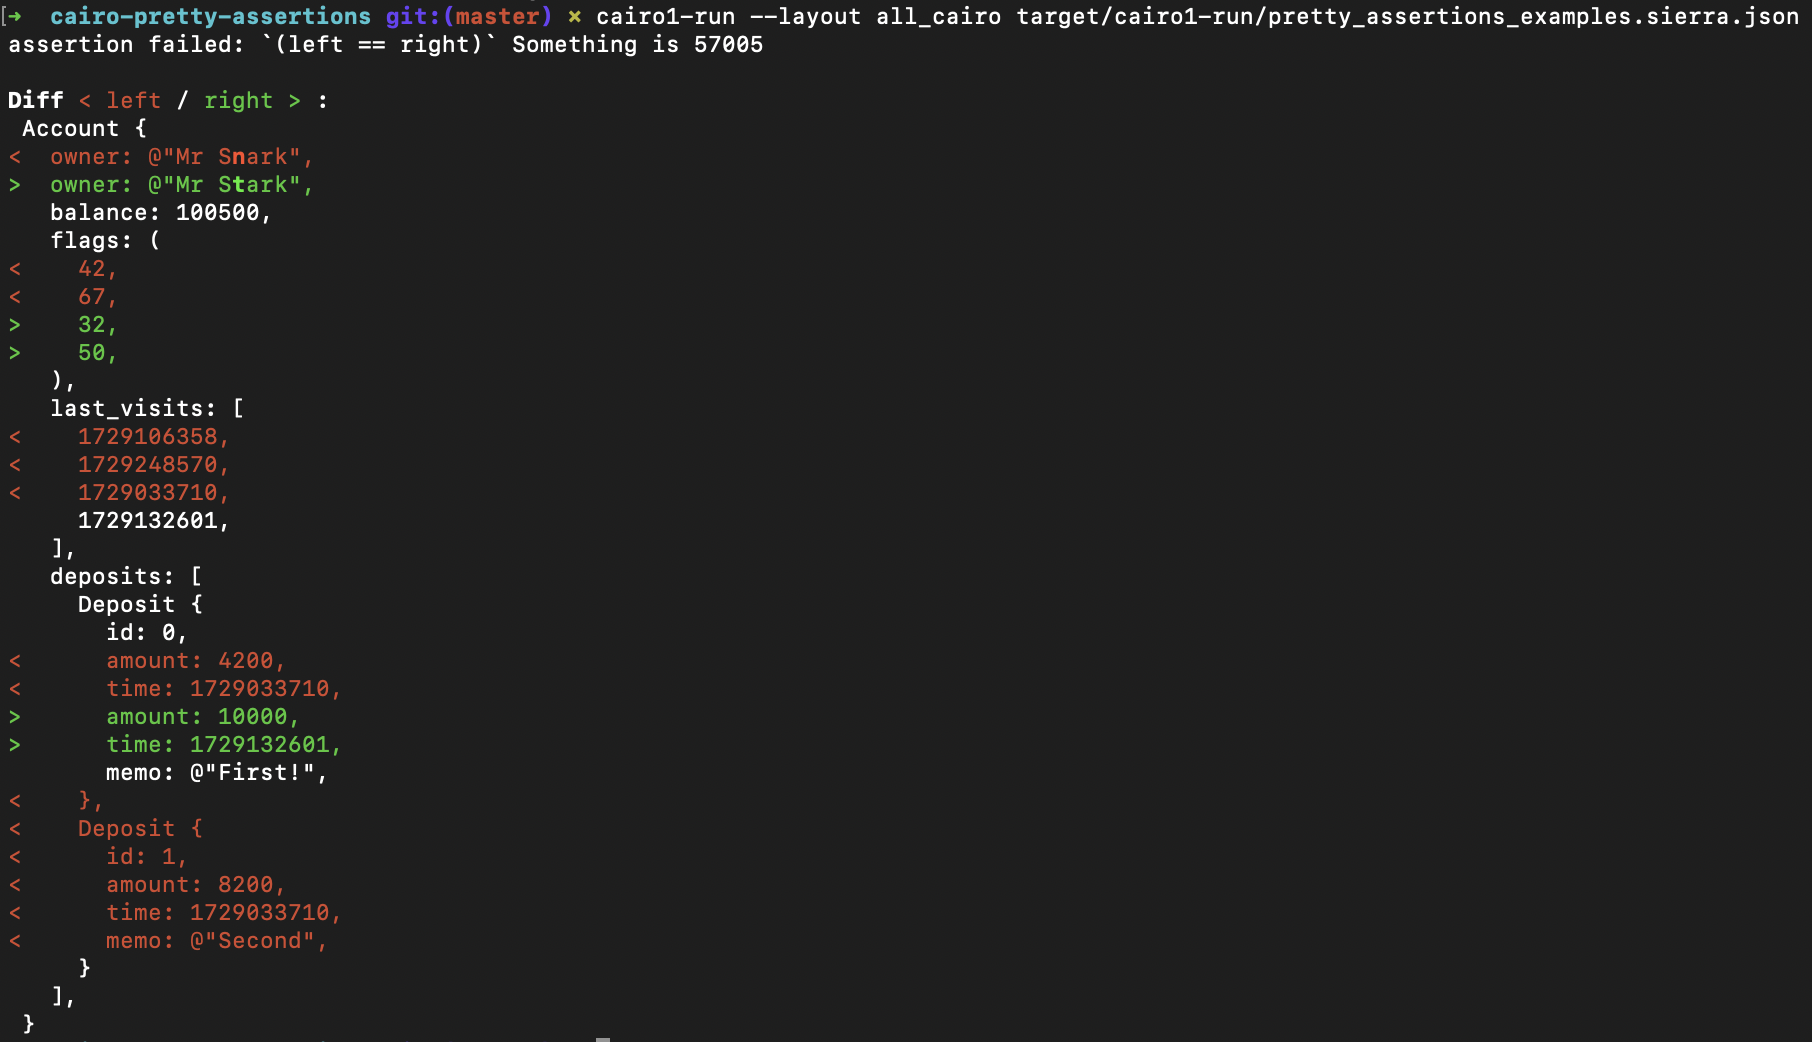 [➜  cairo-pretty-assertions git:(master) ✗ cairo1-run --layout all_cairo target/cairo1-run/pretty_assertions_examples.sierra.json
assertion failed: `(left == right)` Something is 57005

Diff < left / right > :
 Account {
<  owner: @"Mr Snark",
>  owner: @"Mr Stark",
   balance: 100500,
   flags: (
<    42,
<    67,
>    32,
>    50,
   ),
   last_visits: [
<    1729106358,
<    1729248570,
<    1729033710,
     1729132601,
   ],
   deposits: [
     Deposit {
       id: 0,
<      amount: 4200,
<      time: 1729033710,
>      amount: 10000,
>      time: 1729132601,
       memo: @"First!",
<    },
<    Deposit {
<      id: 1,
<      amount: 8200,
<      time: 1729033710,
<      memo: @"Second",
     }
   ],
 }